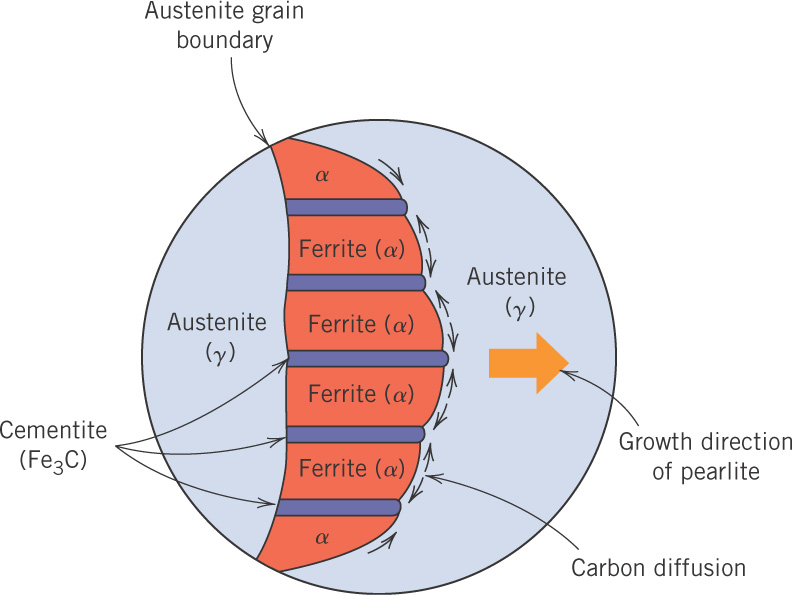 Austenite grain
boundary
α
Ferrite (α)
Austenite
(γ)
Ferrite (α)
Austenite
(γ)
Ferrite (α)
Cementite
(Fe₃C)
Growth direction
of pearlite
Ferrite (α)
α
Carbon diffusion